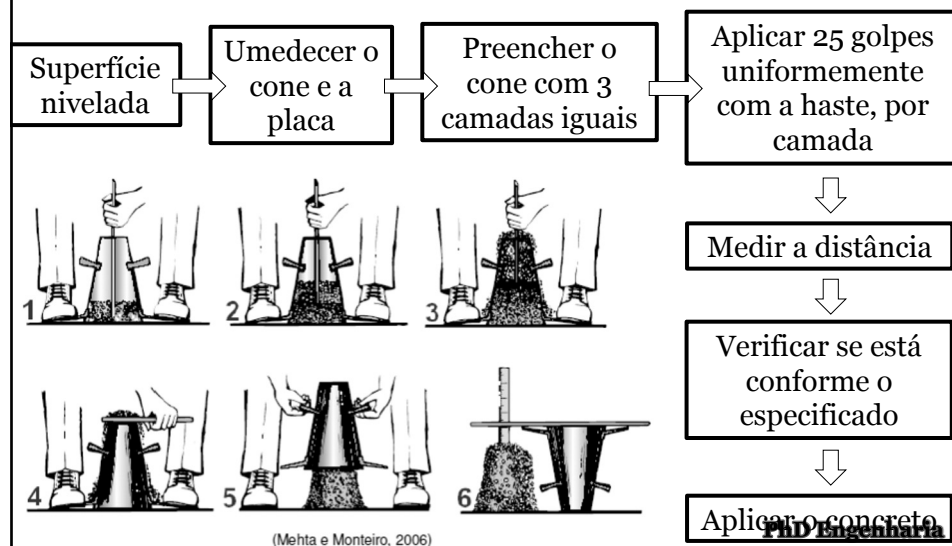 Superfície
nivelada
Umedecer o
cone e a
placa
Preencher o
cone com 3
camadas iguais
Aplicar 25 golpes
uniformemente
com a haste, por
camada
Medir a distância
Verificar se está
conforme o
especificado
Aplicar o concreto
PhD Engenharia
1
2
3
4
5
6
(Mehta e Monteiro, 2006)